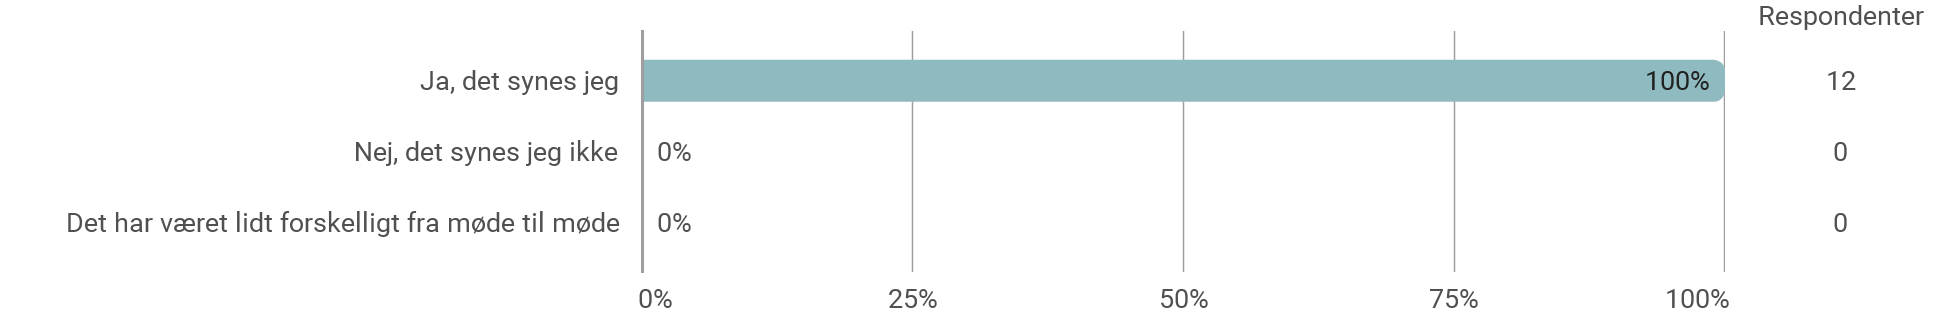 Respondenter
Ja, det synes jeg 100% 12
Nej, det synes jeg ikke 0% 0
Det har været lidt forskelligt fra møde til møde 0% 0
0% 25% 50% 75% 100%